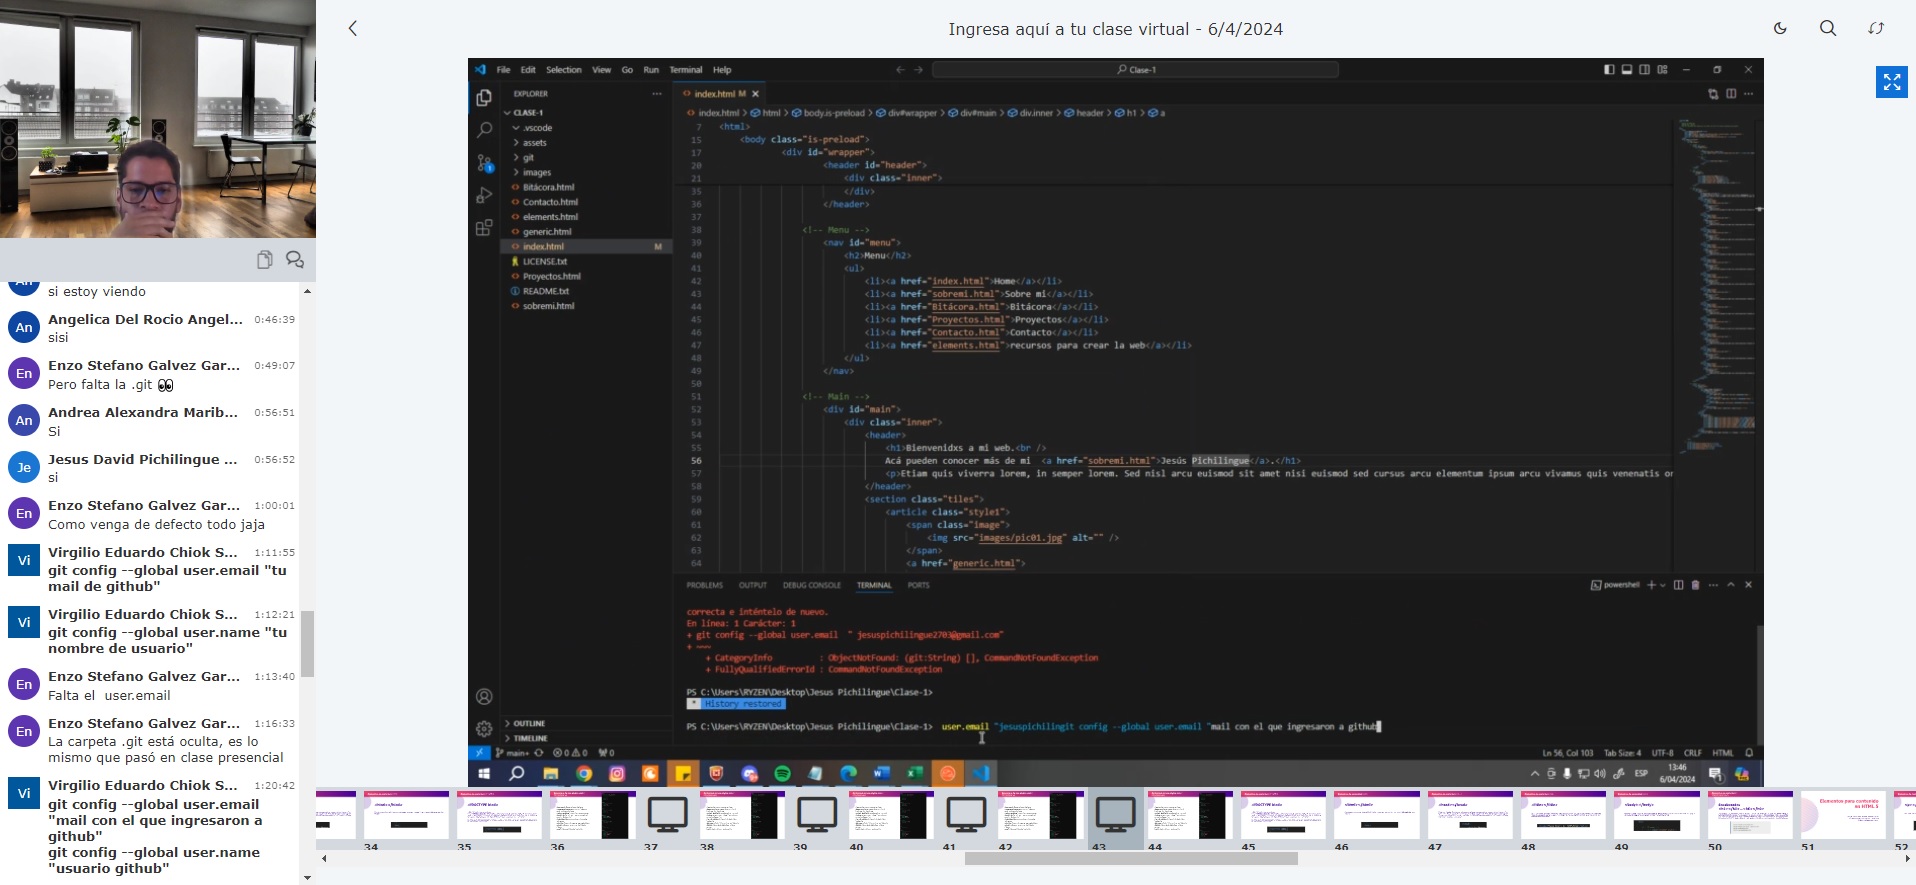 Ingresa aquí a tu clase virtual - 6/4/2024
si estoy viendo
An
Angelica Del Rocio Angel... 0:46:39
sisi
En
Enzo Stefano Galvez Gar... 0:49:07
Pero falta la .git 👀
An
Andrea Alexandra Marib... 0:56:51
Si
Je
Jesus David Pichilingue ... 0:56:52
si
En
Enzo Stefano Galvez Gar... 1:00:01
Como venga de defecto todo jaja
Vi
Virgilio Eduardo Chiok S... 1:11:55
git config --global user.email "tu
mail de github"
Vi
Virgilio Eduardo Chiok S... 1:12:21
git config --global user.name "tu
nombre de usuario"
En
Enzo Stefano Galvez Gar... 1:13:40
Falta el user.email
En
Enzo Stefano Galvez Gar... 1:16:33
La carpeta .git está oculta, es lo
mismo que pasó en clase presencial
Vi
Virgilio Eduardo Chiok S... 1:20:42
git config --global user.email
"mail con el que ingresaron a
github"
git config --global user.name
"usuario github"
File Edit Selection View Go Run Terminal Help
Clase-1
EXPLORER
CLASE-1
.vscode
assets
git
images
Bitácora.html
Contacto.html
elements.html
generic.html
index.html M
LICENSE.txt
Proyectos.html
README.txt
sobremi.html
OUTLINE
TIMELINE
index.html M
index.html > html > body.is-preload > div#wrapper > div#main > div.inner > header > h1 > a
7 <html>
15 <body class="is-preload">
17 <div id="wrapper">
20 <header id="header">
21 <div class="inner">
35 </div>
36 </header>
37
38 <!-- Menu -->
39 <nav id="menu">
40 <h2>Menu</h2>
41 <ul>
42 <li><a href="index.html">Home</a></li>
43 <li><a href="sobremi.html">Sobre mi</a></li>
44 <li><a href="Bitácora.html">Bitácora</a></li>
45 <li><a href="Proyectos.html">Proyectos</a></li>
46 <li><a href="Contacto.html">Contacto</a></li>
47 <li><a href="elements.html">recursos para crear la web</a></li>
48 </ul>
49 </nav>
50
51 <!-- Main -->
52 <div id="main">
53 <div class="inner">
54 <header>
55 <h1>Bienvenidxs a mi web.<br />
56 Acá pueden conocer más de mi <a href="sobremi.html">Jesús Pichilingue</a>.</h1>
57 <p>Etiam quis viverra lorem, in semper lorem. Sed nisl arcu euismod sit amet nisi euismod sed cursus arcu elementum ipsum arcu vivamus quis venenatis or
58 </header>
59 <section class="tiles">
60 <article class="style1">
61 <span class="image">
62 <img src="images/pic01.jpg" alt="" />
63 </span>
64 <a href="generic.html">
PROBLEMS OUTPUT DEBUG CONSOLE TERMINAL PORTS
powershell
correcta e inténtelo de nuevo.
En línea: 1 Carácter: 1
+ git config --global user.email " jesuspichilingue2703@gmail.com"
+ ~~~
+ CategoryInfo : ObjectNotFound: (git:String) [], CommandNotFoundException
+ FullyQualifiedErrorId : CommandNotFoundException
PS C:\Users\RYZEN\Desktop\Jesus Pichilingue\Clase-1>
* History restored
PS C:\Users\RYZEN\Desktop\Jesus Pichilingue\Clase-1> user.email "jesuspichilingit config --global user.email "mail con el que ingresaron a github
main+ 0 0 0
Ln 56, Col 103 Tab Size: 4 UTF-8 CRLF HTML
ESP 13:46
6/04/2024
Elementos para contenido
en HTML 5
34 35 36 37 38 39 40 41 42 43 44 45 46 47 48 49 50 51 52